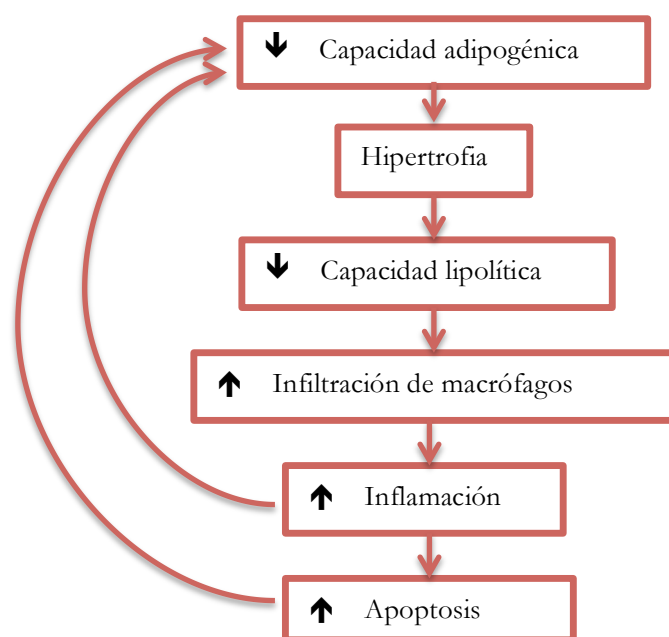 🡻 Capacidad adipogénica
Hipertrofia
🡻 Capacidad lipolítica
🡹 Infiltración de macrófagos
🡹 Inflamación
🡹 Apoptosis